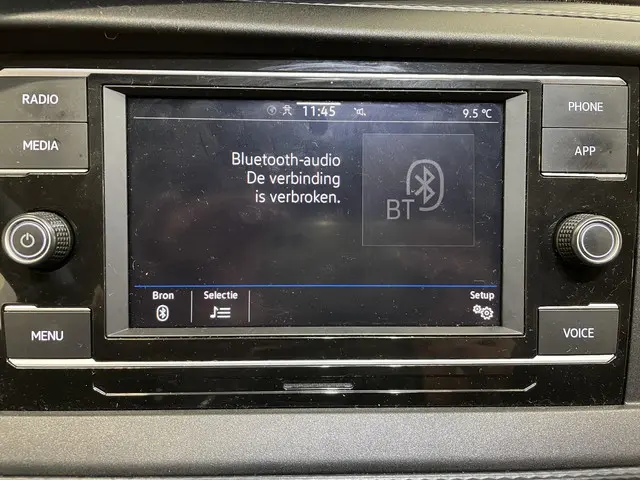 RADIO
MEDIA
MENU
11:45
9.5 °C
Bluetooth-audio
De verbinding
is verbroken.
BT
Bron
Selectie
Setup
PHONE
APP
VOICE